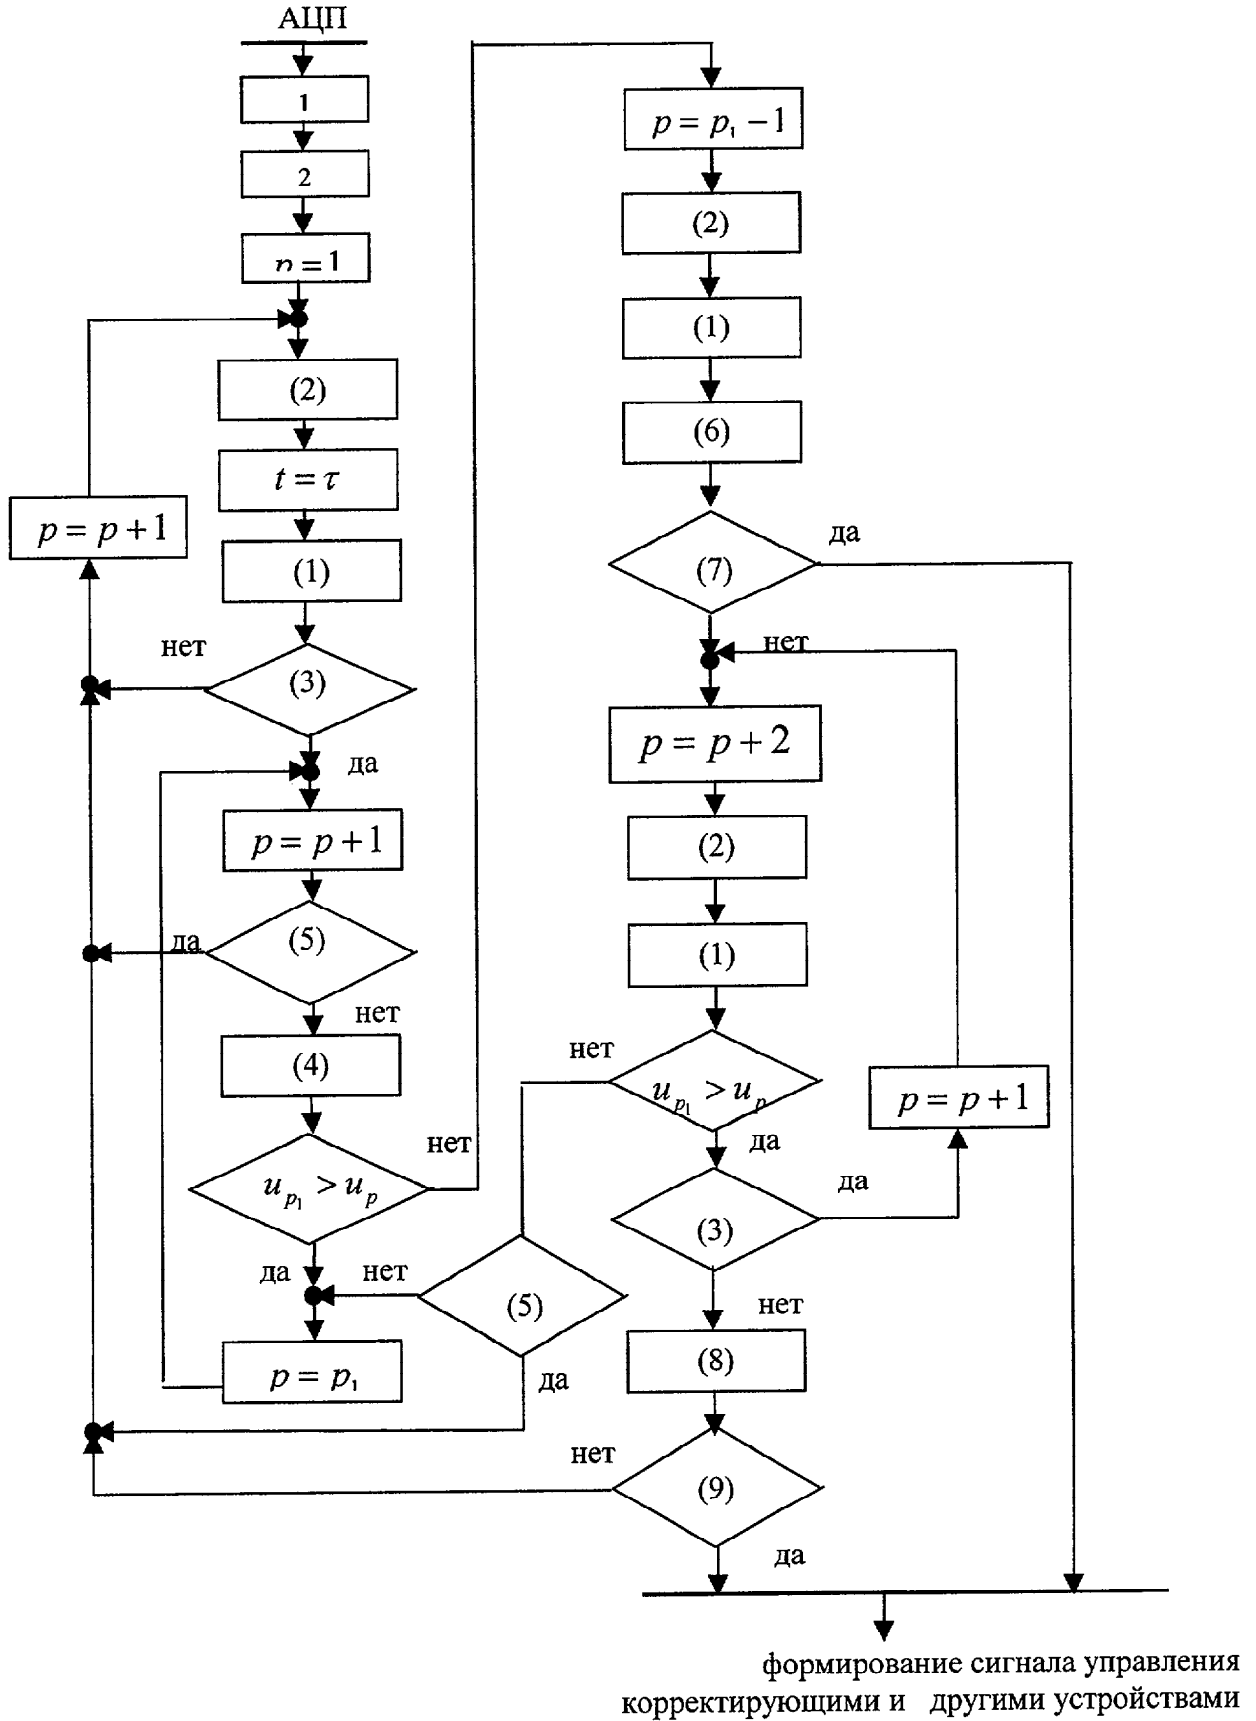 АЦП
1
2
p = 1
(2)
t = τ
p = p + 1
(1)
нет
(3)
да
p = p + 1
да
(5)
нет
(4)
нет
u_{p_1} > u_p
да
нет
(5)
да
p = p_1
p = p_1 − 1
(2)
(1)
(6)
да
(7)
нет
p = p + 2
(2)
(1)
нет
u_{p_1} > u_p
p = p + 1
да
да
(3)
нет
(8)
нет
(9)
да
формирование сигнала управления
корректирующими и другими устройствами